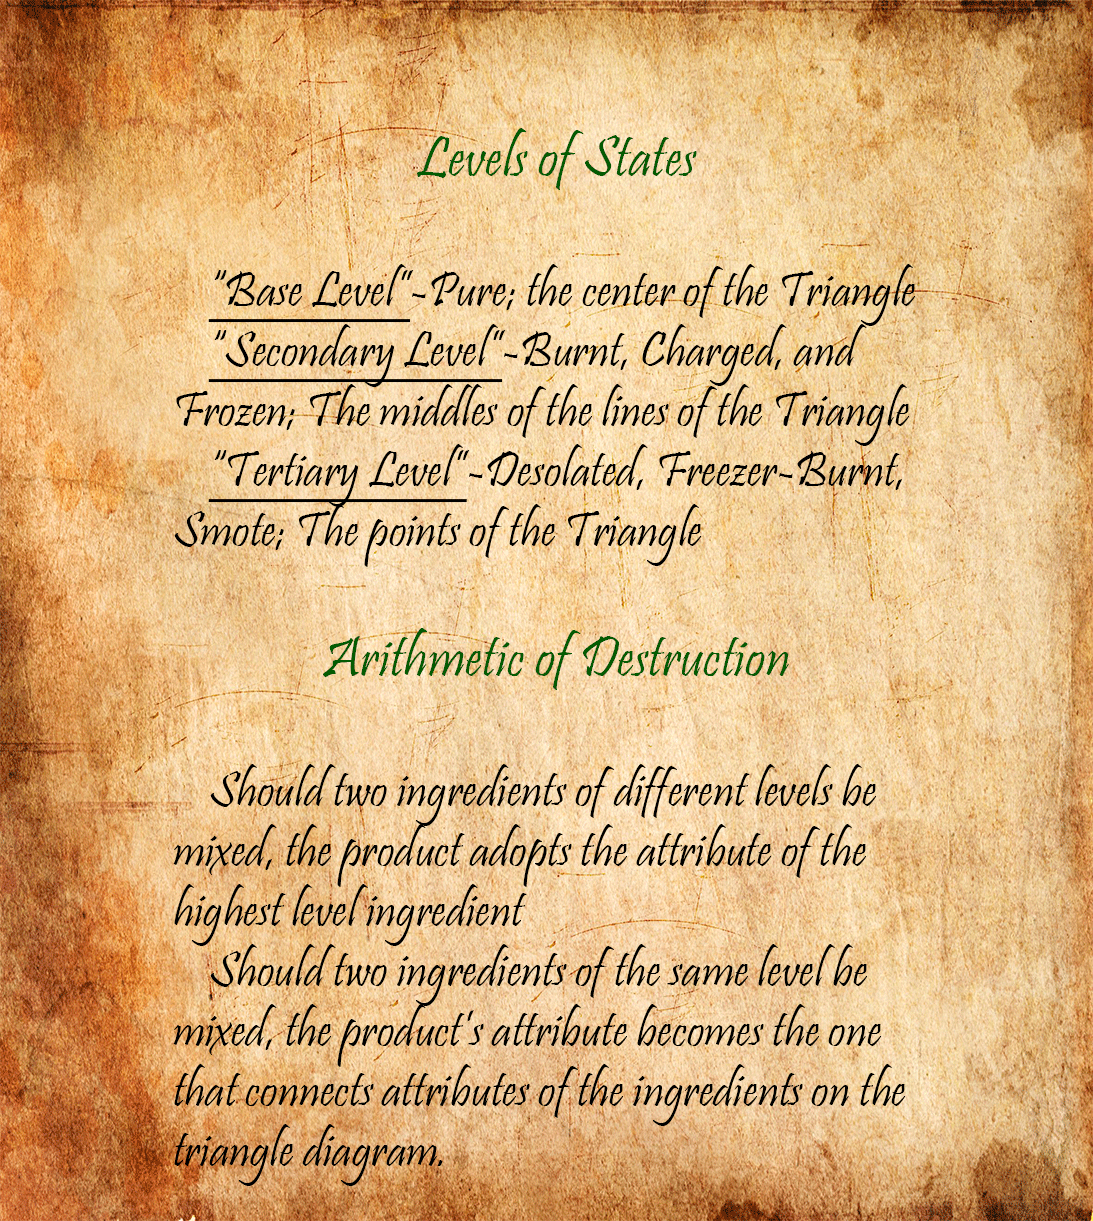 Levels of States
"Base Level"-Pure; the center of the Triangle
"Secondary Level"-Burnt, Charged, and
Frozen; The middles of the lines of the Triangle
"Tertiary Level"-Desolated, Freezer-Burnt,
Smote; The points of the Triangle
Arithmetic of Destruction
Should two ingredients of different levels be
mixed, the product adopts the attribute of the
highest level ingredient
Should two ingredients of the same level be
mixed, the product's attribute becomes the one
that connects attributes of the ingredients on the
triangle diagram.